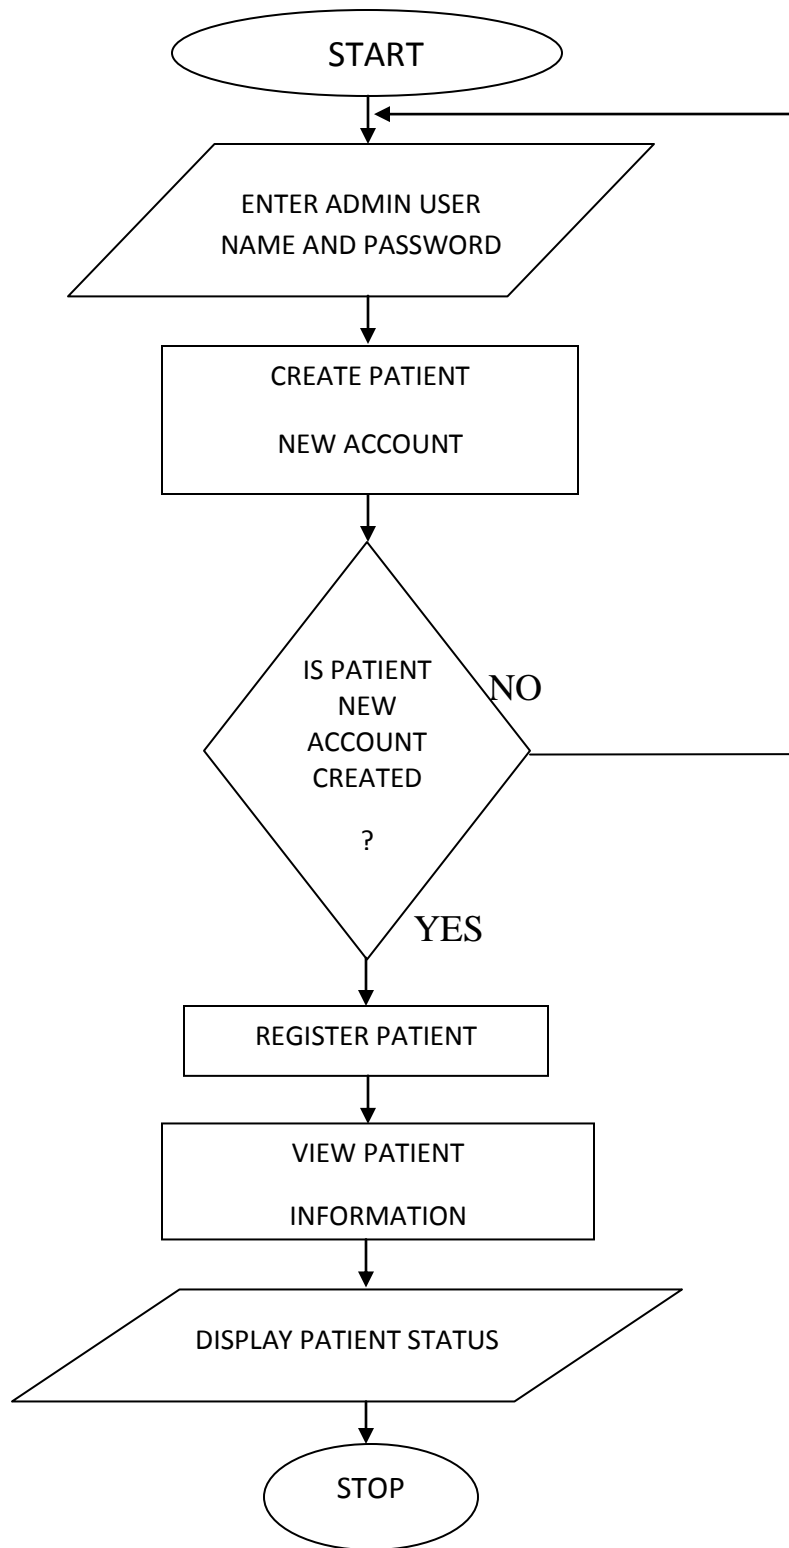 START
ENTER ADMIN USER
NAME AND PASSWORD
CREATE PATIENT
NEW ACCOUNT
IS PATIENT
NEW
ACCOUNT
CREATED
?
NO
YES
REGISTER PATIENT
VIEW PATIENT
INFORMATION
DISPLAY PATIENT STATUS
STOP